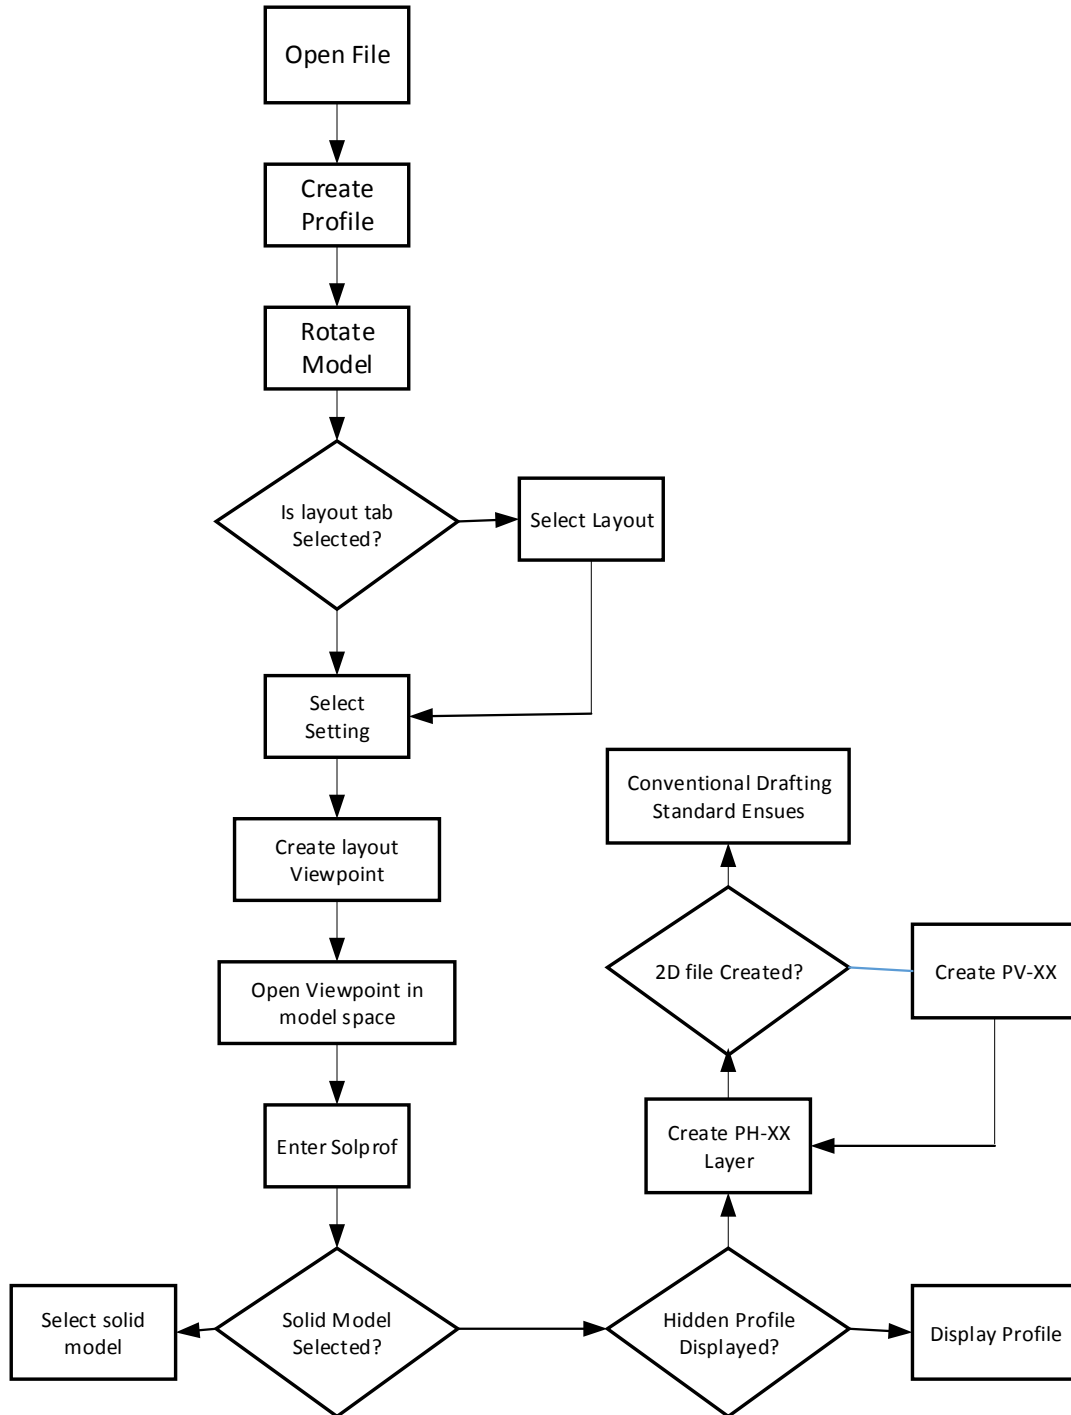 Open File
Create
Profile
Rotate
Model
Is layout tab
Selected?
Select Layout
Select
Setting
Create layout
Viewpoint
Open Viewpoint in
model space
Enter Solprof
Solid Model
Selected?
Select solid
model
Hidden Profile
Displayed?
Display Profile
Create PH-XX
Layer
2D file Created?
Create PV-XX
Conventional Drafting
Standard Ensues